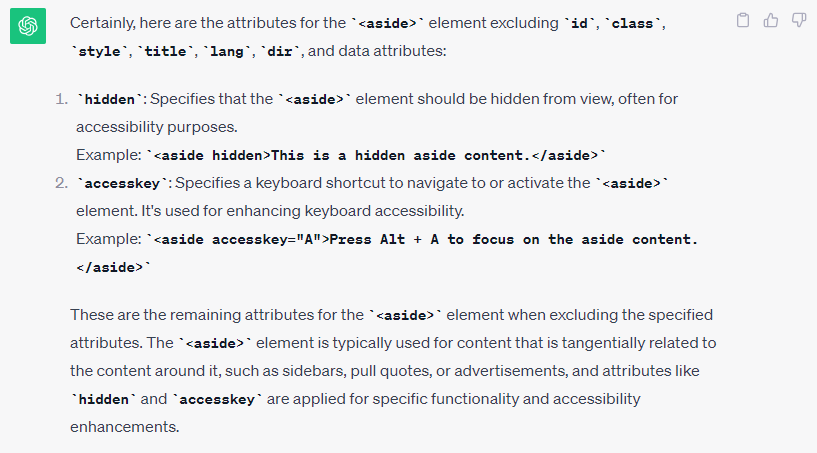 Certainly, here are the attributes for the `<aside>` element excluding `id`, `class`,
`style`, `title`, `lang`, `dir`, and data attributes:
1. `hidden`: Specifies that the `<aside>` element should be hidden from view, often for
accessibility purposes.
Example: `<aside hidden>This is a hidden aside content.</aside>`
2. `accesskey`: Specifies a keyboard shortcut to navigate to or activate the `<aside>`
element. It's used for enhancing keyboard accessibility.
Example: `<aside accesskey="A">Press Alt + A to focus on the aside content.
</aside>`
These are the remaining attributes for the `<aside>` element when excluding the specified
attributes. The `<aside>` element is typically used for content that is tangentially related to
the content around it, such as sidebars, pull quotes, or advertisements, and attributes like
`hidden` and `accesskey` are applied for specific functionality and accessibility
enhancements.